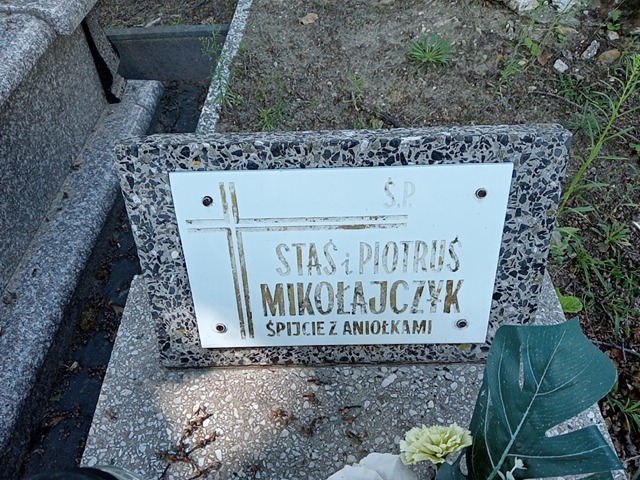 Ś.P.
STAŚ i PIOTRUŚ
MIKOŁAJCZYK
ŚPIJCIE Z ANIOŁKAMI